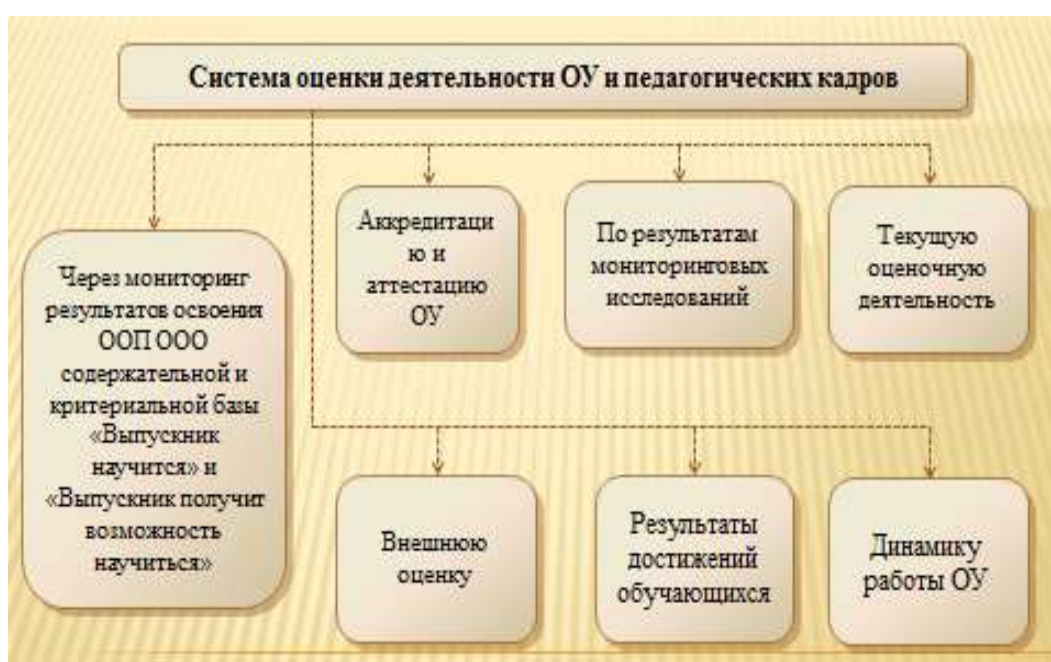 Система оценки деятельности ОУ и педагогических кадров
Через мониторинг
результатов освоения
ООП ООО
содержательной и
критериальной базы
«Выпускник
научится» и
«Выпускник получит
возможность
научиться»
Аккредитаци
ю и
аттестацию
ОУ
По результатам
мониторинговых
исследований
Текущую
оценочную
деятельность
Внешнюю
оценку
Результаты
достижений
обучающихся
Динамику
работы ОУ